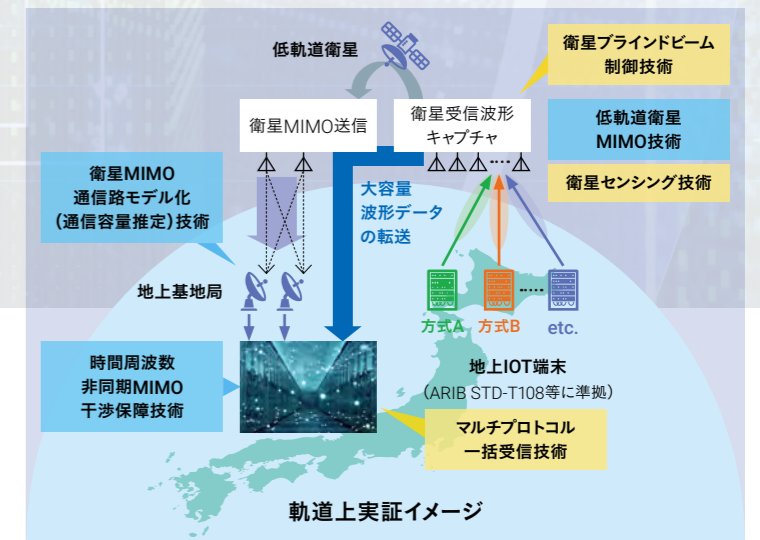 低軌道衛星
衛星ブラインドビーム
制御技術
衛星MIMO送信
衛星受信波形
キャプチャ
低軌道衛星
MIMO技術
衛星センシング技術
衛星MIMO
通信路モデル化
(通信容量推定)技術
大容量
波形データ
の転送
地上基地局
方式A
方式B
etc.
時間周波数
非同期MIMO
干渉保障技術
地上IOT端末
(ARIB STD-T108等に準拠)
マルチプロトコル
一括受信技術
軌道上実証イメージ